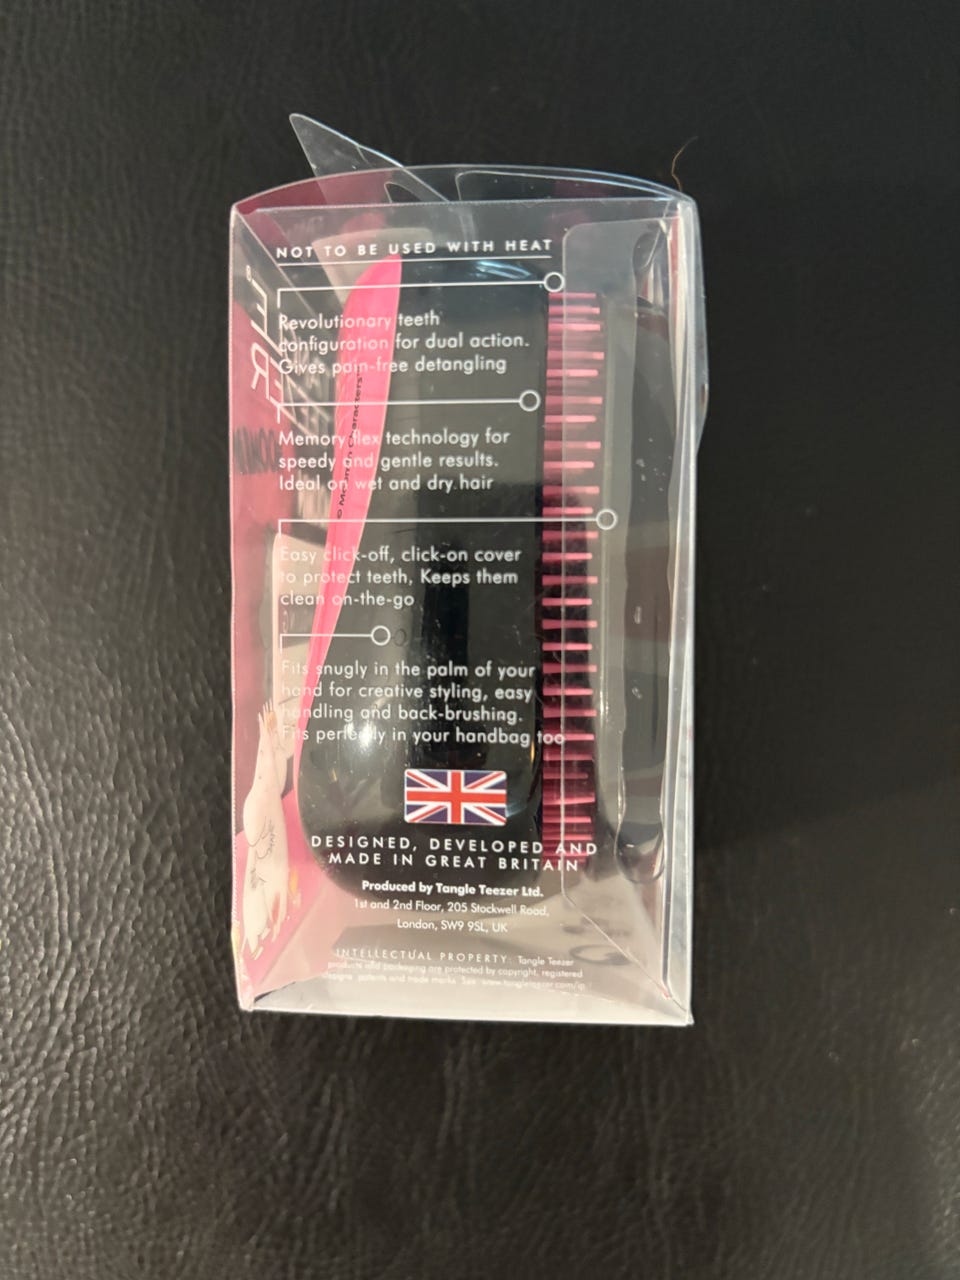 NOT TO BE USED WITH HEAT
Revolutionary teeth
configuration for dual action.
Gives pain-free detangling
Memory flex technology for
speedy and gentle results.
Ideal on wet and dry hair
Easy click-off, click-on cover
to protect teeth, Keeps them
clean on-the-go
Fits snugly in the palm of your
hand for creative styling, easy
handling and back-brushing.
Fits perfectly in your handbag too
© Moomin Characters
DESIGNED, DEVELOPED AND
MADE IN GREAT BRITAIN
Produced by Tangle Teezer Ltd.
1st and 2nd Floor, 205 Stockwell Road,
London, SW9 9SL, UK
INTELLECTUAL PROPERTY: Tangle Teezer
products and packaging are protected by copyright, registered
designs, patents and trade marks. See www.tangleteezer.com/ip